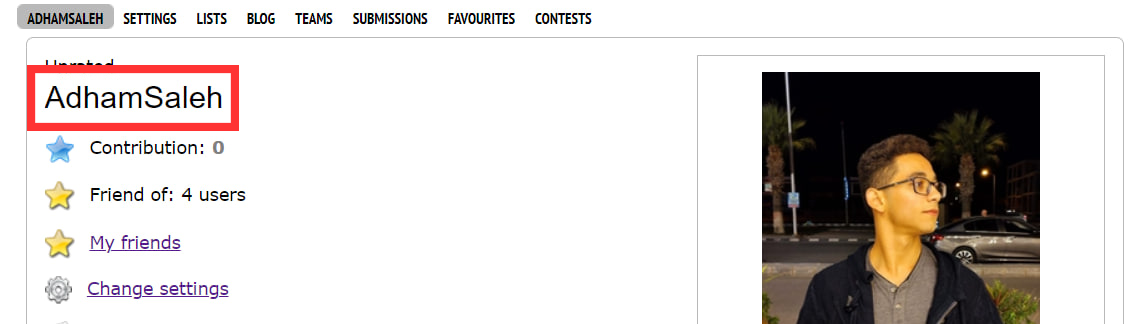 ADHAMSALEH SETTINGS LISTS BLOG TEAMS SUBMISSIONS FAVOURITES CONTESTS
Unrated
AdhamSaleh
Contribution: 0
Friend of: 4 users
My friends
Change settings